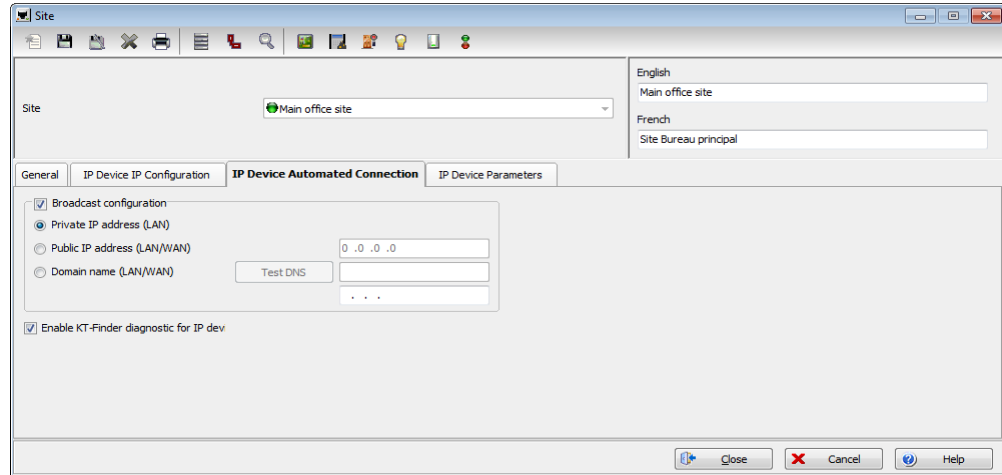 Site
English
Main office site
Site
Main office site
French
Site Bureau principal
General
IP Device IP Configuration
IP Device Automated Connection
IP Device Parameters
Broadcast configuration
Private IP address (LAN)
Public IP address (LAN/WAN)
0 .0 .0 .0
Domain name (LAN/WAN)
Test DNS
. . .
Enable KT-Finder diagnostic for IP devi
Close
Cancel
Help